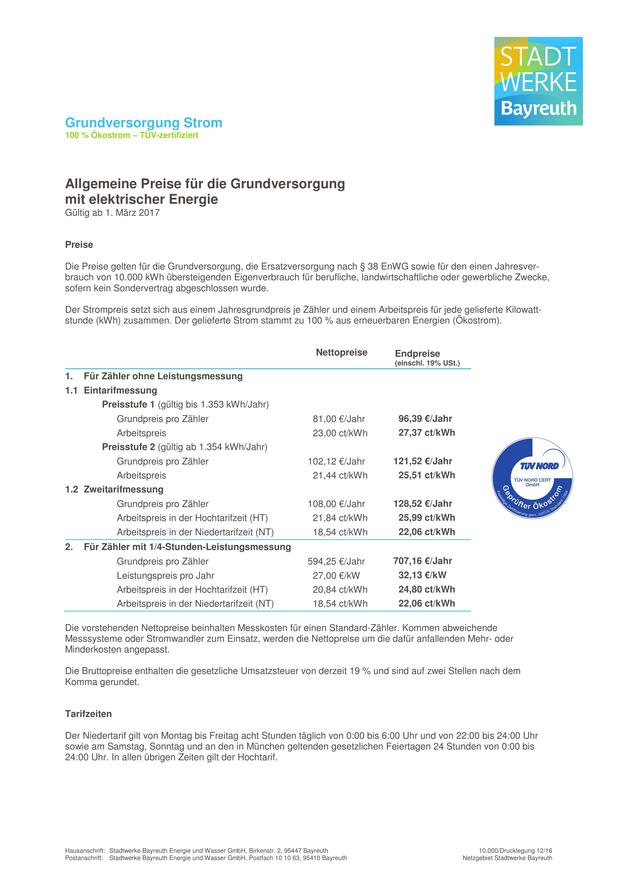 STADT
WERKE
Bayreuth
Grundversorgung Strom
100 % Ökostrom – TÜV-zertifiziert
Allgemeine Preise für die Grundversorgung
mit elektrischer Energie
Gültig ab 1. März 2017
Preise
Die Preise gelten für die Grundversorgung, die Ersatzversorgung nach § 38 EnWG sowie für den einen Jahresver-
brauch von 10.000 kWh übersteigenden Eigenverbrauch für berufliche, landwirtschaftliche oder gewerbliche Zwecke,
sofern kein Sondervertrag abgeschlossen wurde.
Der Strompreis setzt sich aus einem Jahresgrundpreis je Zähler und einem Arbeitspreis für jede gelieferte Kilowatt-
stunde (kWh) zusammen. Der gelieferte Strom stammt zu 100 % aus erneuerbaren Energien (Ökostrom).
Nettopreise Endpreise
(einschl. 19% USt.)
1. Für Zähler ohne Leistungsmessung
1.1 Eintarifmessung
Preisstufe 1 (gültig bis 1.353 kWh/Jahr)
Grundpreis pro Zähler 81,00 €/Jahr 96,39 €/Jahr
Arbeitspreis 23,00 ct/kWh 27,37 ct/kWh
Preisstufe 2 (gültig ab 1.354 kWh/Jahr)
Grundpreis pro Zähler 102,12 €/Jahr 121,52 €/Jahr
Arbeitspreis 21,44 ct/kWh 25,51 ct/kWh
1.2 Zweitarifmessung
Grundpreis pro Zähler 108,00 €/Jahr 128,52 €/Jahr
Arbeitspreis in der Hochtarifzeit (HT) 21,84 ct/kWh 25,99 ct/kWh
Arbeitspreis in der Niedertarifzeit (NT) 18,54 ct/kWh 22,06 ct/kWh
2. Für Zähler mit 1/4-Stunden-Leistungsmessung
Grundpreis pro Zähler 594,25 €/Jahr 707,16 €/Jahr
Leistungspreis pro Jahr 27,00 €/kW 32,13 €/kW
Arbeitspreis in der Hochtarifzeit (HT) 20,84 ct/kWh 24,80 ct/kWh
Arbeitspreis in der Niedertarifzeit (NT) 18,54 ct/kWh 22,06 ct/kWh
TÜV NORD
TÜV NORD CERT
GmbH
Geprüfter Ökostrom
Die vorstehenden Nettopreise beinhalten Messkosten für einen Standard-Zähler. Kommen abweichende
Messsysteme oder Stromwandler zum Einsatz, werden die Nettopreise um die dafür anfallenden Mehr- oder
Minderkosten angepasst.
Die Bruttopreise enthalten die gesetzliche Umsatzsteuer von derzeit 19 % und sind auf zwei Stellen nach dem
Komma gerundet.
Tarifzeiten
Der Niedertarif gilt von Montag bis Freitag acht Stunden täglich von 0:00 bis 6:00 Uhr und von 22:00 bis 24:00 Uhr
sowie am Samstag, Sonntag und an den in München geltenden gesetzlichen Feiertagen 24 Stunden von 0:00 bis
24:00 Uhr. In allen übrigen Zeiten gilt der Hochtarif.
Hausanschrift: Stadtwerke Bayreuth Energie und Wasser GmbH, Birkenstr. 2, 95447 Bayreuth 10.000/Drucklegung 12/16
Postanschrift: Stadtwerke Bayreuth Energie und Wasser GmbH, Postfach 10 10 63, 95410 Bayreuth Netzgebiet Stadtwerke Bayreuth